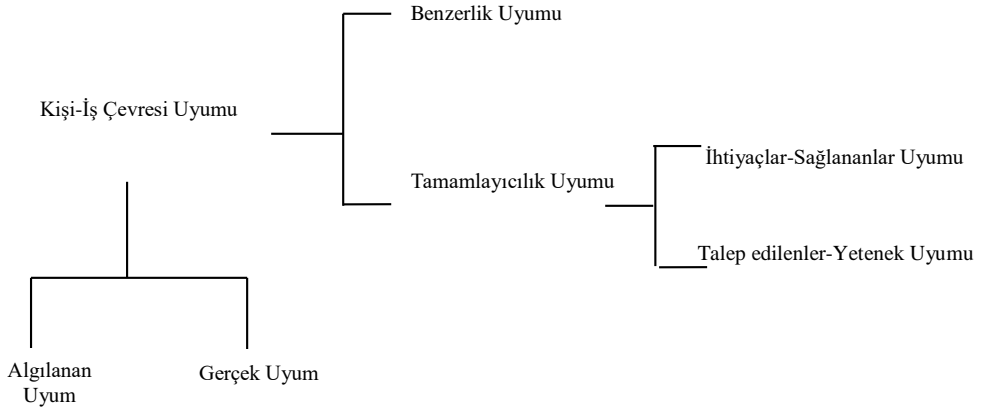 Benzerlik Uyumu
Kişi-İş Çevresi Uyumu
İhtiyaçlar-Sağlananlar Uyumu
Tamamlayıcılık Uyumu
Talep edilenler-Yetenek Uyumu
Algılanan
Uyum
Gerçek Uyum